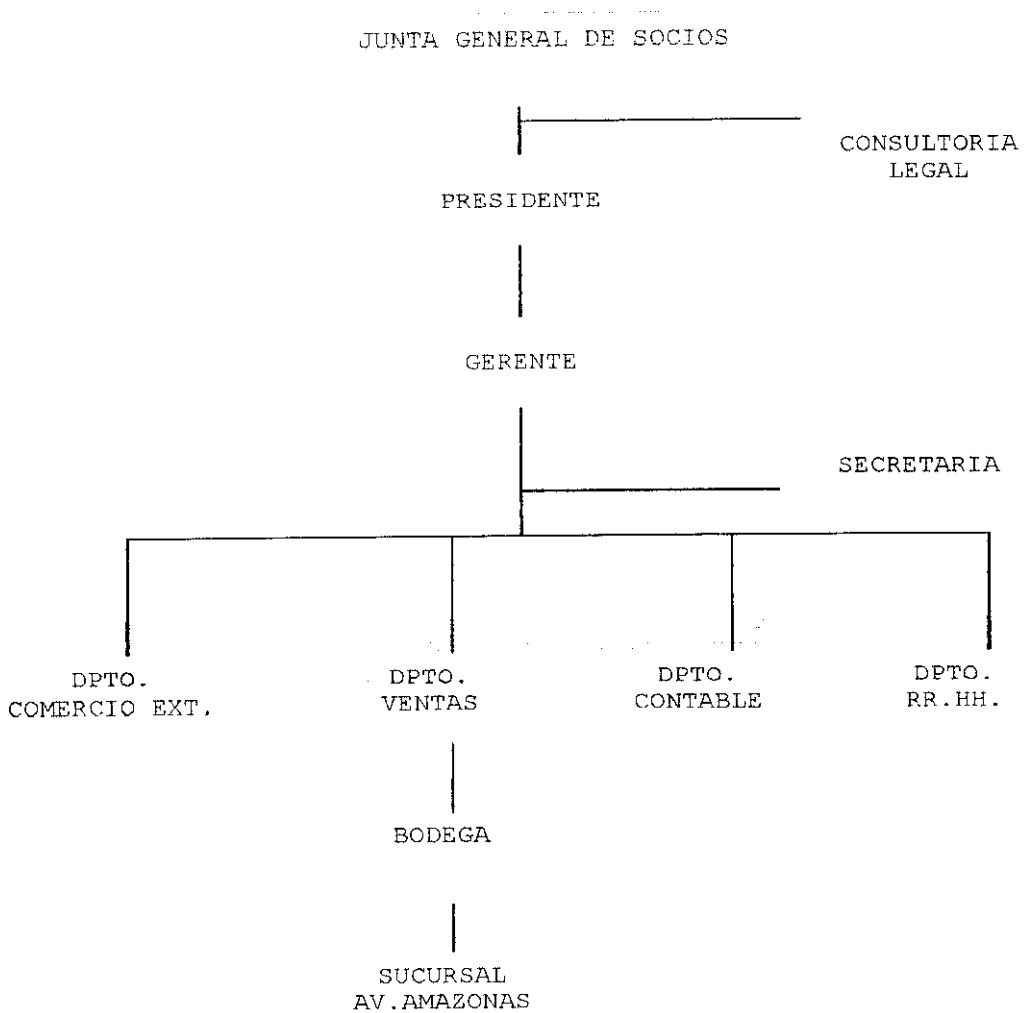 JUNTA GENERAL DE SOCIOS
CONSULTORIA
LEGAL
PRESIDENTE
GERENTE
SECRETARIA
DPTO.
COMERCIO EXT.
DPTO.
VENTAS
DPTO.
CONTABLE
DPTO.
RR.HH.
BODEGA
SUCURSAL
AV.AMAZONAS